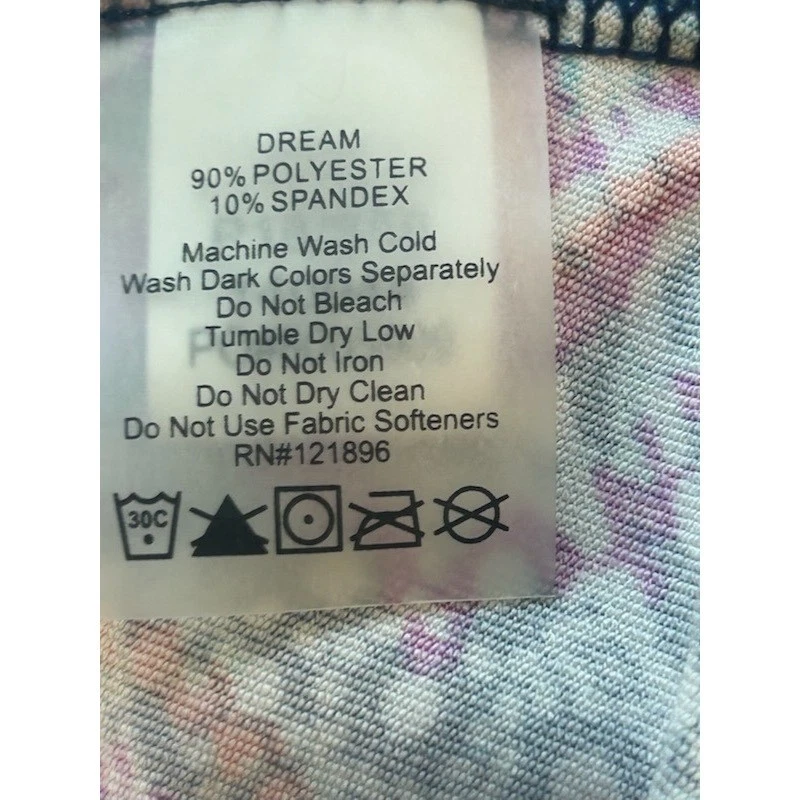 DREAM
90% POLYESTER
10% SPANDEX
Machine Wash Cold
Wash Dark Colors Separately
Do Not Bleach
Tumble Dry Low
Do Not Iron
Do Not Dry Clean
Do Not Use Fabric Softeners
RN#121896
30C